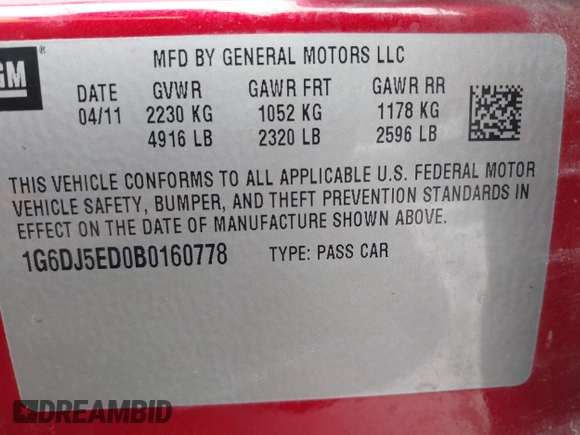 GM
®
MFD BY GENERAL MOTORS LLC
DATE GVWR GAWR FRT GAWR RR
04/11 2230 KG 1052 KG 1178 KG
4916 LB 2320 LB 2596 LB
THIS VEHICLE CONFORMS TO ALL APPLICABLE U.S. FEDERAL MOTOR
VEHICLE SAFETY, BUMPER, AND THEFT PREVENTION STANDARDS IN
EFFECT ON THE DATE OF MANUFACTURE SHOWN ABOVE.
1G6DJ5ED0B0160778 TYPE: PASS CAR
DREAMBID